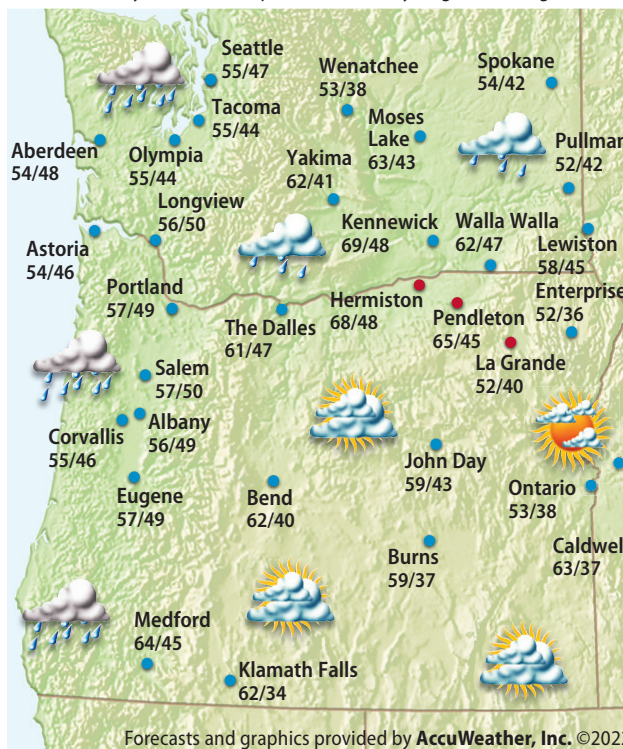 Seattle
55/47
Wenatchee
53/38
Spokane
54/42
Tacoma
55/44
Moses
Lake
63/43
Aberdeen
54/48
Olympia
55/44
Yakima
62/41
Pullman
52/42
Longview
56/50
Kennewick
69/48
Walla Walla
62/47
Lewiston
58/45
Astoria
54/46
Portland
57/49
The Dalles
61/47
Hermiston
68/48
Pendleton
65/45
Enterprise
52/36
La Grande
52/40
Salem
57/50
Albany
56/49
Corvallis
55/46
John Day
59/43
Ontario
53/38
Eugene
57/49
Bend
62/40
Burns
59/37
Caldwel
63/37
Medford
64/45
Klamath Falls
62/34
Forecasts and graphics provided by AccuWeather, Inc. ©202